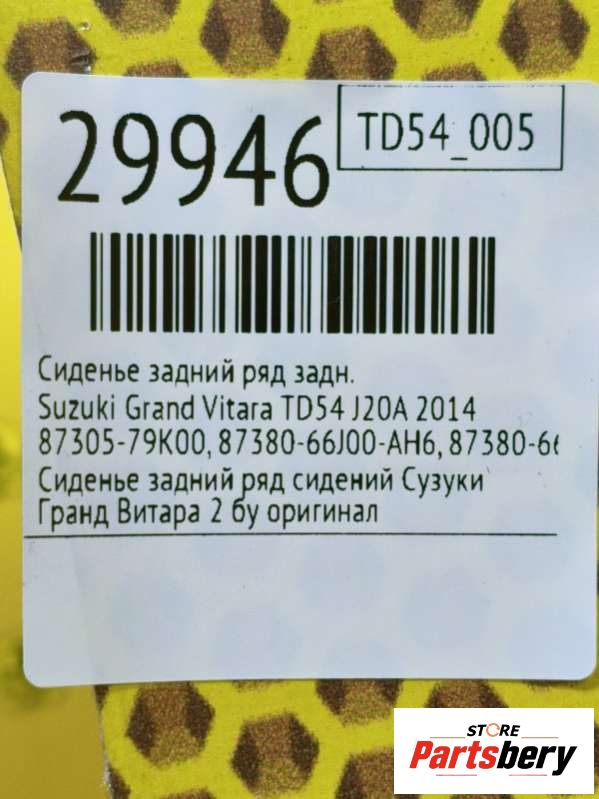 29946
TD54_005
Сиденье задний ряд задн.
Suzuki Grand Vitara TD54 J20A 2014
87305-79K00, 87380-66J00-AH6, 87380-66
Сиденье задний ряд сидений Сузуки
Гранд Витара 2 бу оригинал
STORE
Partsbery